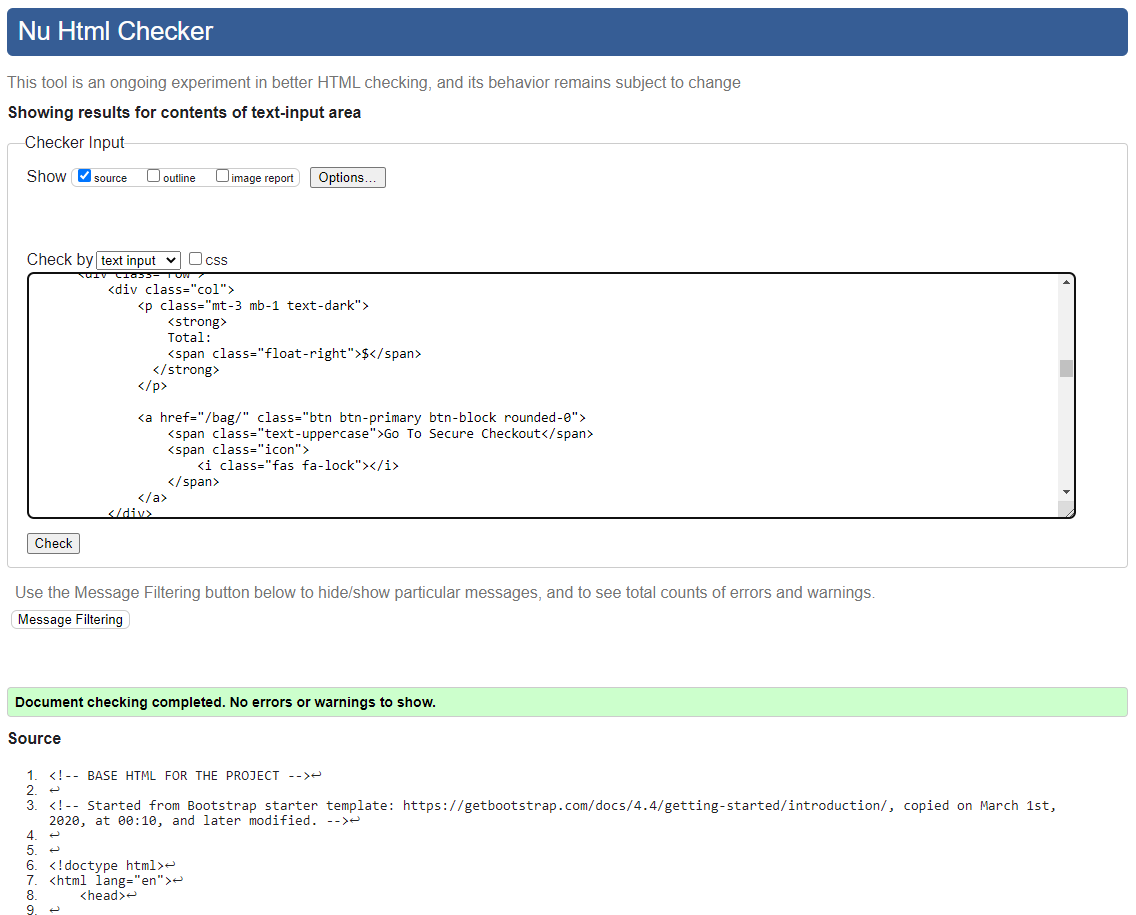 Nu Html Checker
This tool is an ongoing experiment in better HTML checking, and its behavior remains subject to change
Showing results for contents of text-input area
Checker Input
Show source outline image report Options...
Check by text input css
<div class="row">
<div class="col">
<p class="mt-3 mb-1 text-dark">
<strong>
Total:
<span class="float-right">$</span>
</strong>
</p>
<a href="/bag/" class="btn btn-primary btn-block rounded-0">
<span class="text-uppercase">Go To Secure Checkout</span>
<span class="icon">
<i class="fas fa-lock"></i>
</span>
</a>
</div>
Check
Use the Message Filtering button below to hide/show particular messages, and to see total counts of errors and warnings.
Message Filtering
Document checking completed. No errors or warnings to show.
Source
1. <!-- BASE HTML FOR THE PROJECT -->↩
2. ↩
3. <!-- Started from Bootstrap starter template: https://getbootstrap.com/docs/4.4/getting-started/introduction/, copied on March 1st,
2020, at 00:10, and later modified. -->↩
4. ↩
5. ↩
6. <!doctype html>↩
7. <html lang="en">↩
8. <head>↩
9. ↩